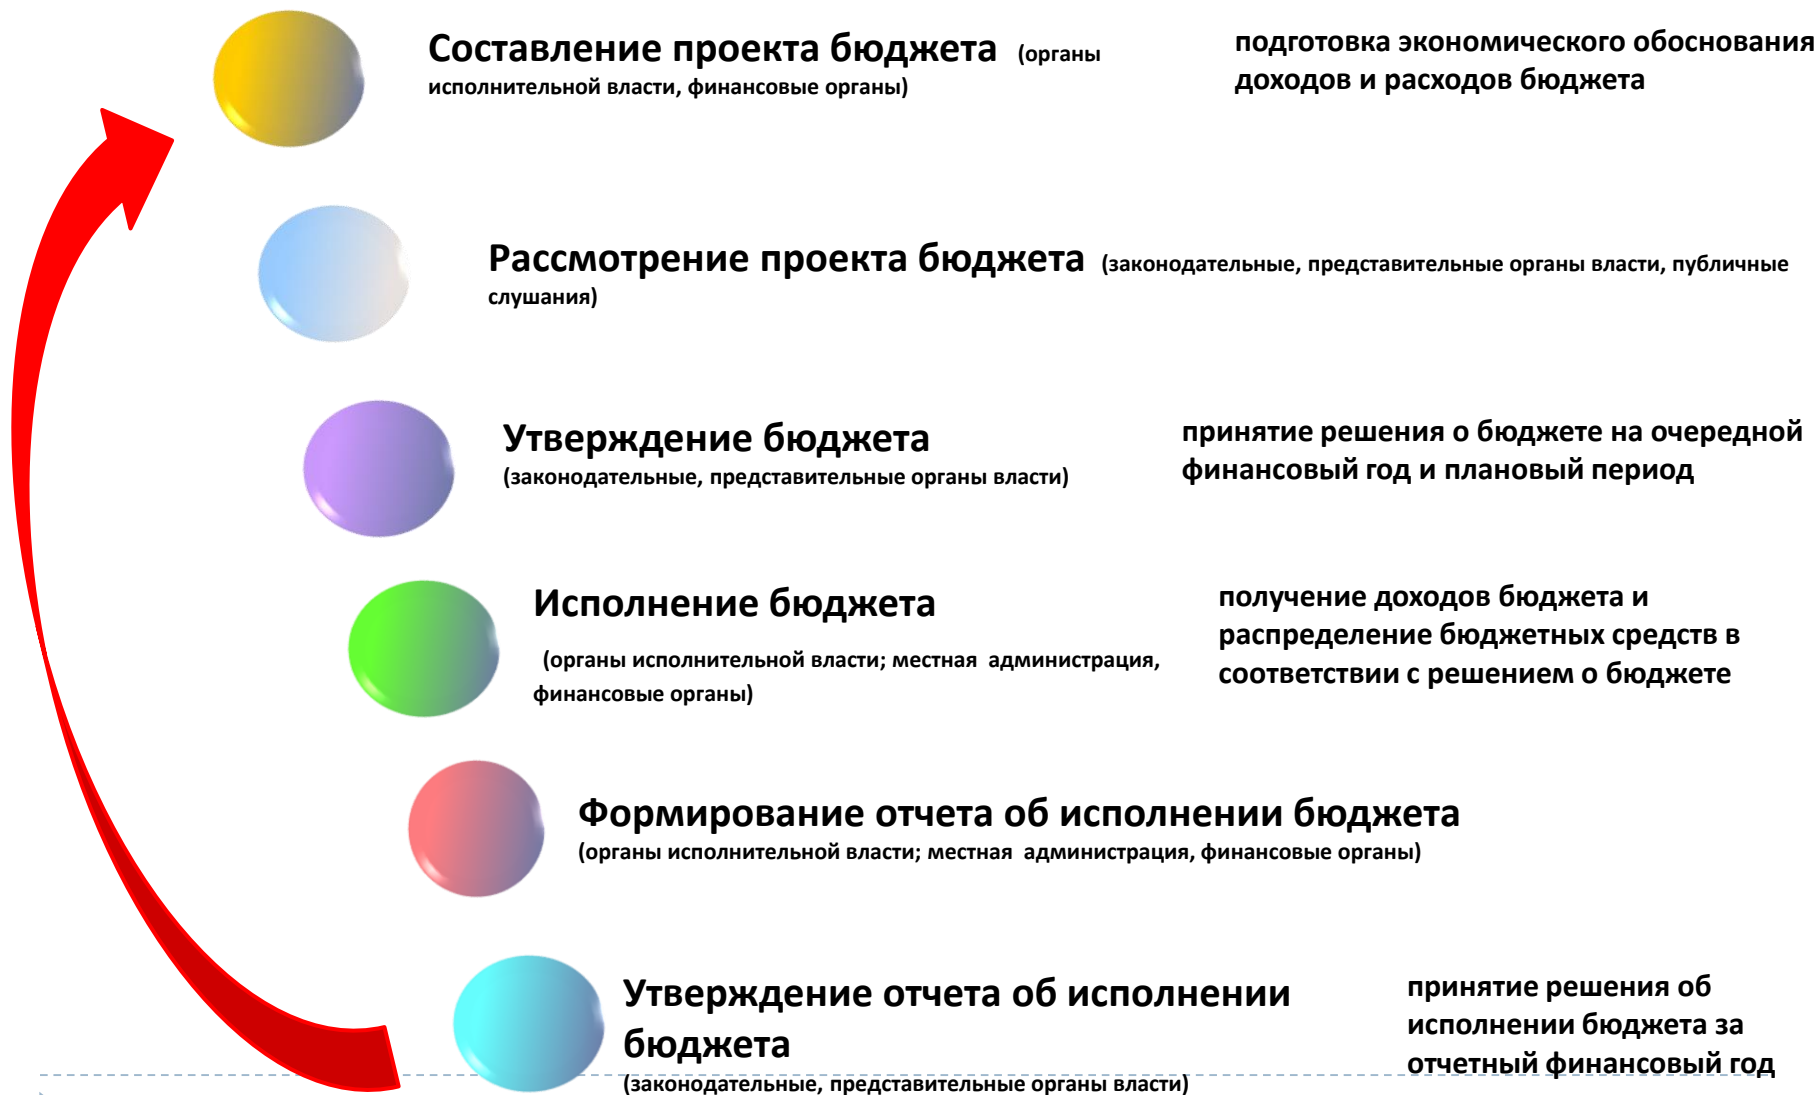 Составление проекта бюджета (органы
исполнительной власти, финансовые органы)
подготовка экономического обоснования
доходов и расходов бюджета
Рассмотрение проекта бюджета (законодательные, представительные органы власти, публичные
слушания)
Утверждение бюджета
(законодательные, представительные органы власти)
принятие решения о бюджете на очередной
финансовый год и плановый период
Исполнение бюджета
(органы исполнительной власти; местная администрация,
финансовые органы)
получение доходов бюджета и
распределение бюджетных средств в
соответствии с решением о бюджете
Формирование отчета об исполнении бюджета
(органы исполнительной власти; местная администрация, финансовые органы)
Утверждение отчета об исполнении
бюджета
(законодательные, представительные органы власти)
принятие решения об
исполнении бюджета за
отчетный финансовый год